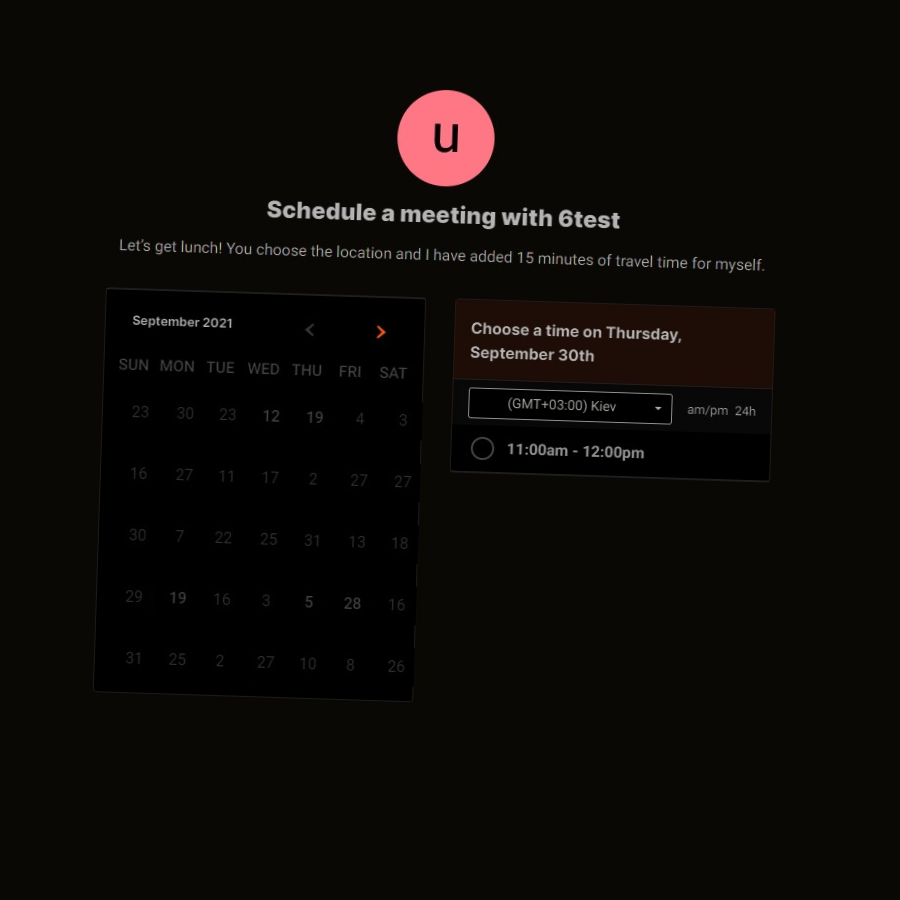 u
Schedule a meeting with 6test
Let's get lunch! You choose the location and I have added 15 minutes of travel time for myself.
September 2021
SUN MON TUE WED THU FRI SAT
23 30 23 12 19 4 3
16 27 11 17 2 27 27
30 7 22 25 31 13 18
29 19 16 3 5 28 16
31 25 2 27 10 8 26
Choose a time on Thursday,
September 30th
(GMT+03:00) Kiev am/pm 24h
11:00am - 12:00pm